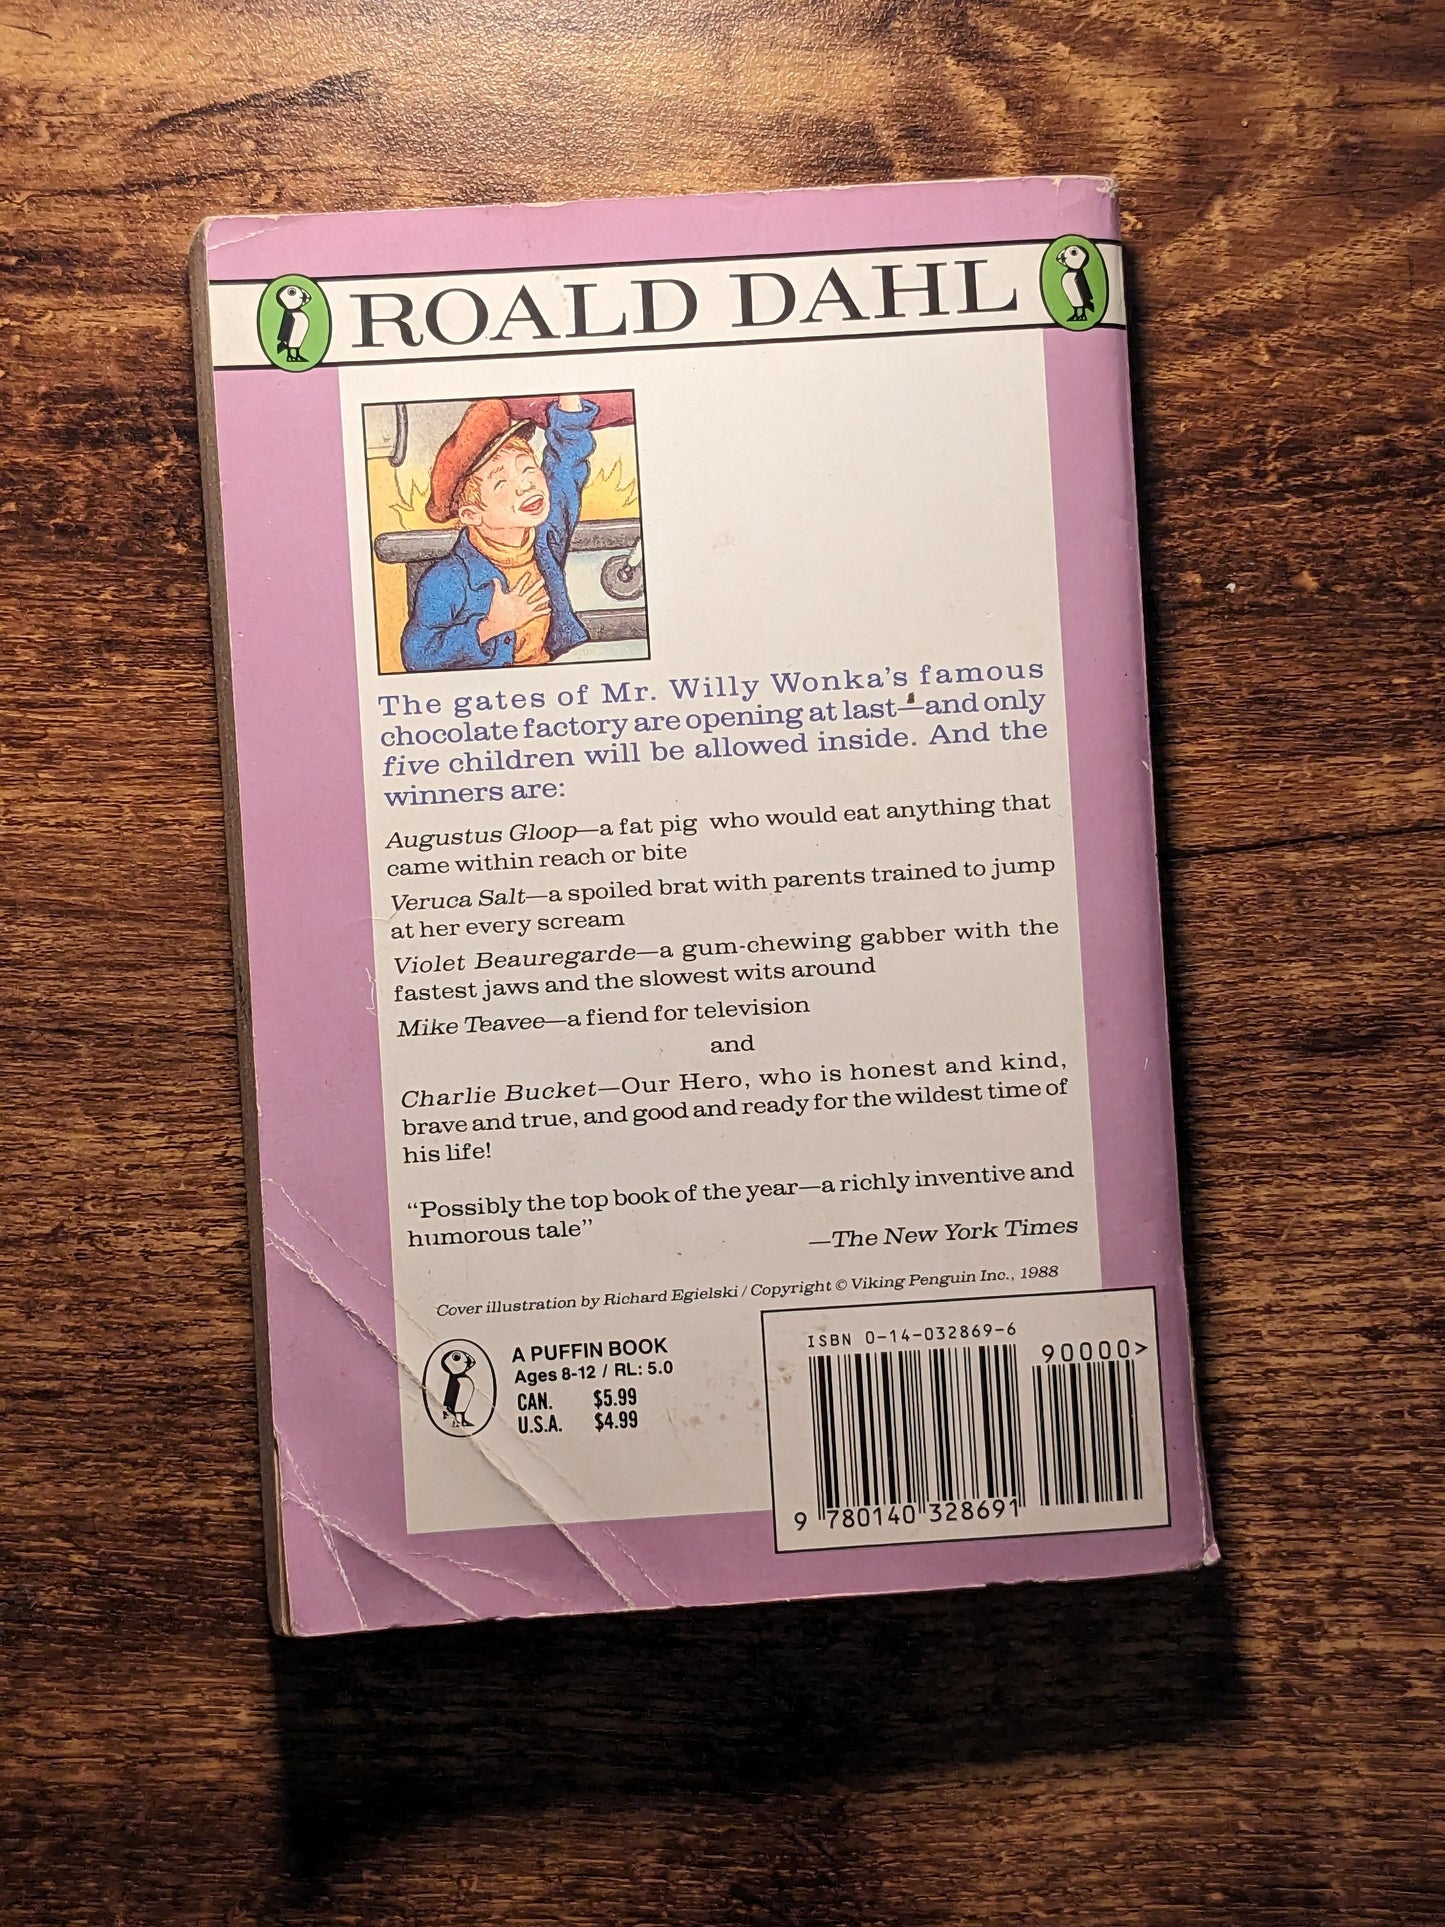 ROALD DAHL
The gates of Mr. Willy Wonka's famous
chocolate factory are opening at last—and only
five children will be allowed inside. And the
winners are:
Augustus Gloop—a fat pig who would eat anything that
came within reach or bite
Veruca Salt—a spoiled brat with parents trained to jump
at her every scream
Violet Beauregarde—a gum-chewing gabber with the
fastest jaws and the slowest wits around
Mike Teavee—a fiend for television
and
Charlie Bucket—Our Hero, who is honest and kind,
brave and true, and good and ready for the wildest time of
his life!
“Possibly the top book of the year—a richly inventive and
humorous tale”
—The New York Times
Cover illustration by Richard Egielski / Copyright © Viking Penguin Inc., 1988
A PUFFIN BOOK
Ages 8-12 / RL: 5.0
CAN. $5.99
U.S.A. $4.99
ISBN 0-14-032869-6
90000>
9 780140 328691